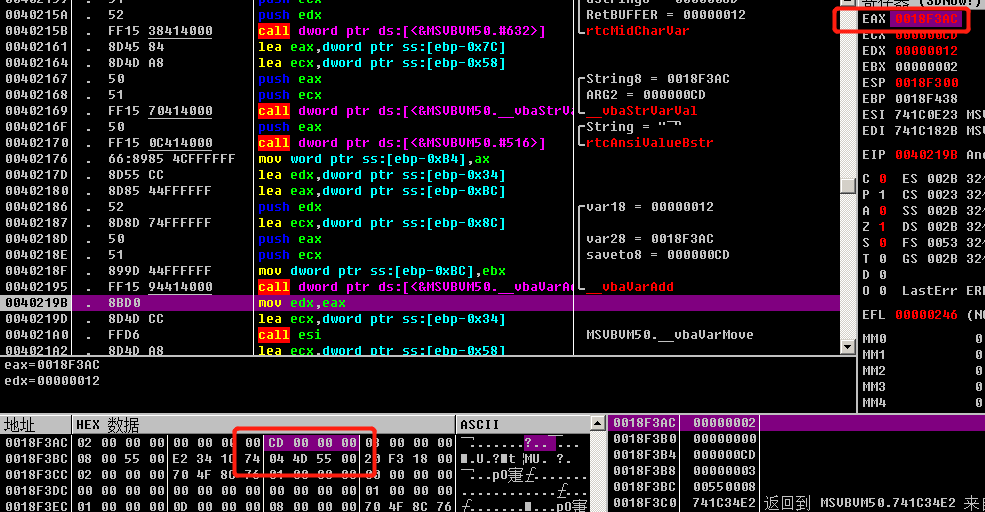 push ecx
寄存器 (3DNow!)
00402158 . 52 push edx RetBUFFER = 00000012
0040215B . FF15 38414000 call dword ptr ds:[<&MSVBVM50.#632>] rtcMidCharVar
00402161 . 8D45 84 lea eax,dword ptr ss:[ebp-0x7C]
00402164 . 8D4D A8 lea ecx,dword ptr ss:[ebp-0x58]
00402167 . 50 push eax String8 = 0018F3AC
00402168 . 51 push ecx ARG2 = 000000CD
00402169 . FF15 70414000 call dword ptr ds:[<&MSVBVM50.__vbaStrVa __vbaStrVarVal
0040216F . 50 push eax
00402170 . FF15 0C414000 call dword ptr ds:[<&MSVBVM50.#516>] rtcAnsiValueBstr
00402176 . 66:8985 4CFFFFFF mov word ptr ss:[ebp-0xB4],ax
0040217D . 8D55 CC lea edx,dword ptr ss:[ebp-0x34]
00402180 . 8D85 44FFFFFF lea eax,dword ptr ss:[ebp-0xBC]
00402186 . 52 push edx var18 = 00000012
00402187 . 8D8D 74FFFFFF lea ecx,dword ptr ss:[ebp-0x8C]
0040218D . 50 push eax var28 = 0018F3AC
0040218E . 51 push ecx saveto8 = 000000CD
0040218F . 899D 44FFFFFF mov dword ptr ss:[ebp-0xBC],ebx
00402195 . FF15 94414000 call dword ptr ds:[<&MSVBVM50.__vbaVarAd __vbaVarAdd
0040219B . 8BD0 mov edx,eax
0040219D . 8D4D CC lea ecx,dword ptr ss:[ebp-0x34]
004021A0 . FFD6 call esi MSVBVM50.__vbaVarMove
004021A2 . 8D4D A8 lea ecx,dword ptr ss:[ebp-0x58]
EAX 0018F3AC
ECX 000000CD
EDX 00000012
EBX 00000002
ESP 0018F300
EBP 0018F438
ESI 741C0E23 MSV
EDI 741C182B MSV
EIP 0040219B And
C 0 ES 002B 32
P 1 CS 0023 32
A 0 SS 002B 32
Z 1 DS 002B 32
S 0 FS 0053 32
T 0 GS 002B 32
D 0
O 0 LastErr ERR
EFL 00000246 (NO
MM0 0
MM1 0
MM2 0
MM3 0
MM4 0
eax=0018F3AC
edx=00000012
地址 HEX 数据 ASCII
0018F3AC 02 00 00 00 00 00 00 00 CD 00 00 00 03 00 00 00
0018F3BC 08 00 55 00 E2 34 1C 74 04 4D 55 00 20 F3 18 00
0018F3CC 02 00 00 00 70 4F 8C 76 01 00 00 00 00 00 00 00
0018F3DC 00 00 00 00 00 00 00 00 00 00 00 00 01 00 00 00
0018F3EC 01 00 00 00 0D 00 00 00 08 00 00 00 70 4F 8C 76
0018F3AC 00000002
0018F3B0 00000000
0018F3B4 000000CD
0018F3B8 00000003
0018F3BC 00550008
0018F3C0 741C34E2 返回到 MSVBVM50.741C34E2 来自